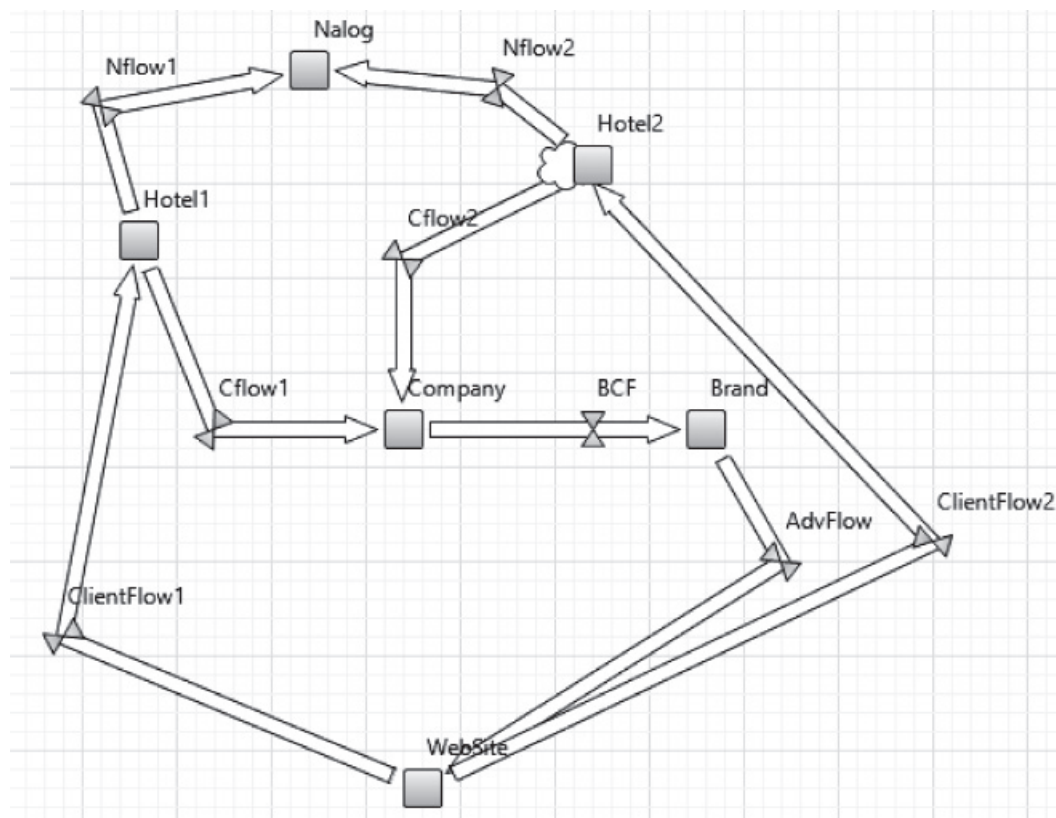 Nalog
Nflow2
Nflow1
Hotel2
Hotel1
Cflow2
Cflow1
Company
BCF
Brand
ClientFlow2
AdvFlow
ClientFlow1
WebSite